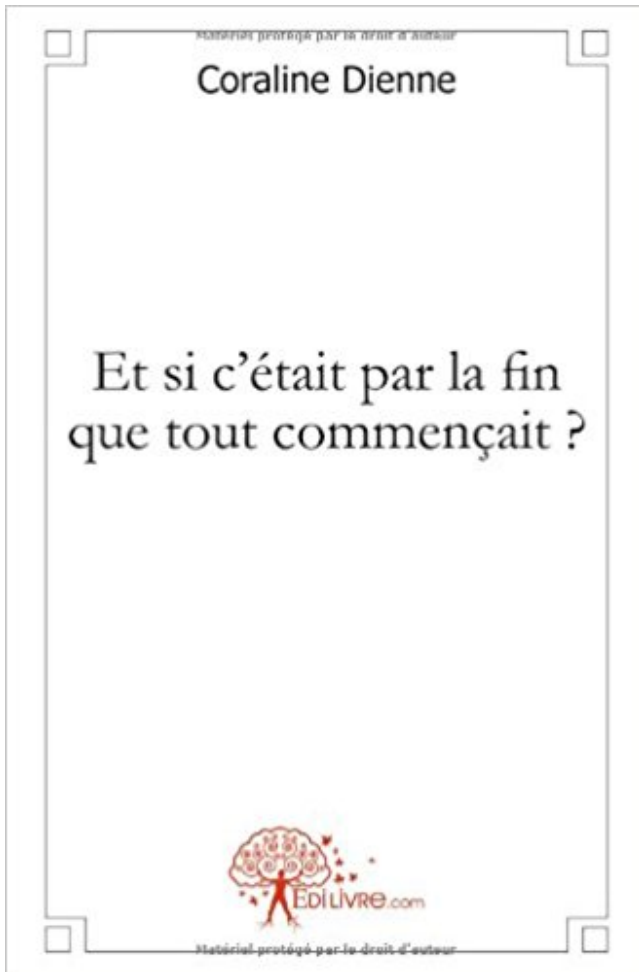 Matériel protégé par le droit d'auteur
Coraline Dienne
Et si c’était par la fin
que tout commençait ?
EDILIVRE.com
Matériel protégé par le droit d'auteur